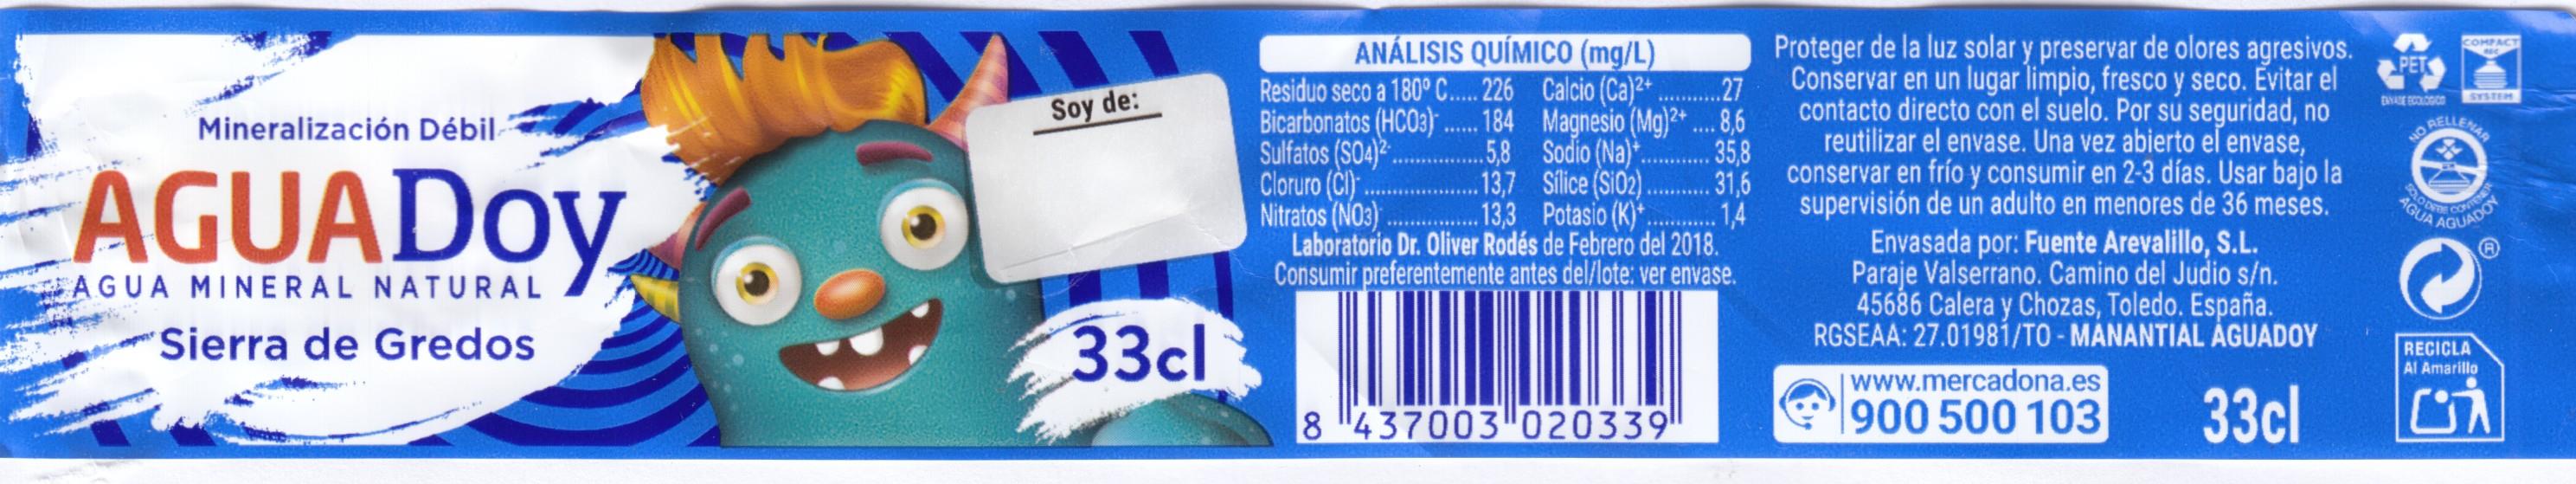 Mineralización Débil
AGUADoy
AGUA MINERAL NATURAL
Sierra de Gredos
Soy de:
33cl
ANÁLISIS QUÍMICO (mg/L)
Residuo seco a 180º C..... 226 Calcio (Ca)²⁺ ...........27
Bicarbonatos (HCO3)⁻ ...... 184 Magnesio (Mg)²⁺ .... 8,6
Sulfatos (SO4)²⁻................5,8 Sodio (Na)⁺............ 35,8
Cloruro (Cl)⁻.................... 13,7 Sílice (SiO2) ........... 31,6
Nitratos (NO3)⁻ ................ 13,3 Potasio (K)⁺............ 1,4
Laboratorio Dr. Oliver Rodés de Febrero del 2018.
Consumir preferentemente antes del/lote: ver envase.
8 437003 020339
Proteger de la luz solar y preservar de olores agresivos.
Conservar en un lugar limpio, fresco y seco. Evitar el
contacto directo con el suelo. Por su seguridad, no
reutilizar el envase. Una vez abierto el envase,
conservar en frío y consumir en 2-3 días. Usar bajo la
supervisión de un adulto en menores de 36 meses.
Envasada por: Fuente Arevalillo, S.L.
Paraje Valserrano. Camino del Judio s/n.
45686 Calera y Chozas, Toledo. España.
RGSEAA: 27.01981/TO - MANANTIAL AGUADOY
www.mercadona.es
900 500 103
33cl
PET
ENVASE ECOLOGICO
COMPACT
SYSTEM
NO RELLENAR
SOLO DEBE CONTENER
AGUA AGUADOY
®
RECICLA
Al Amarillo